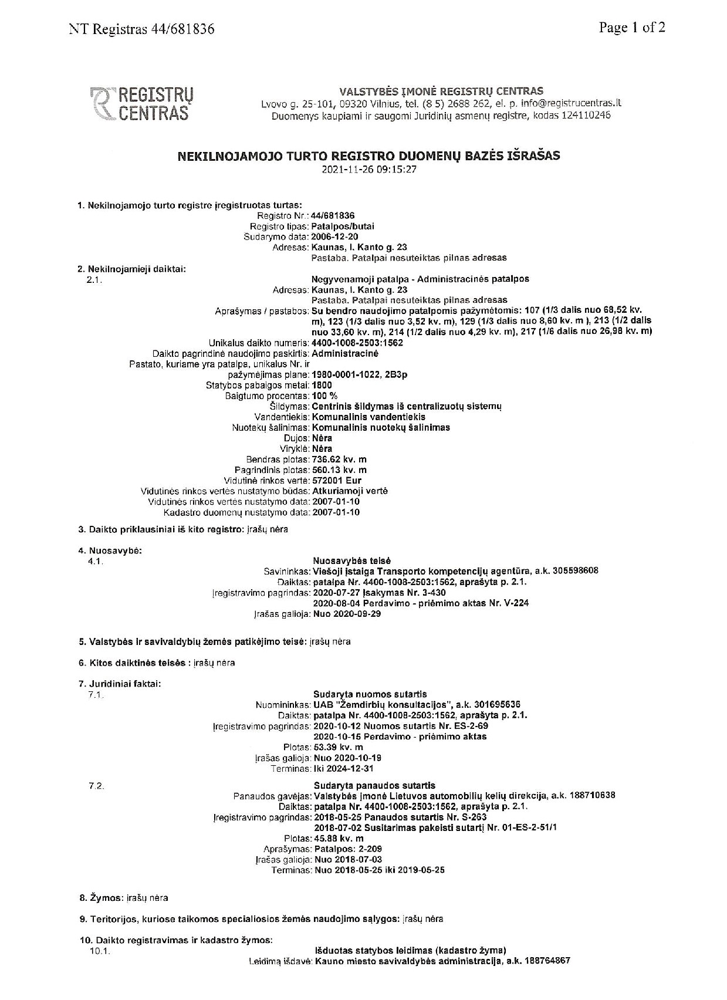 NT Registras 44/681836
Page 1 of 2
REGISTRŲ
CENTRAS
VALSTYBĖS ĮMONĖ REGISTRŲ CENTRAS
Lvovo g. 25-101, 09320 Vilnius, tel. (8 5) 2688 262, el. p. info@registrucentras.lt
Duomenys kaupiami ir saugomi Juridinių asmenų registre, kodas 124110246
NEKILNOJAMOJO TURTO REGISTRO DUOMENŲ BAZĖS IŠRAŠAS
2021-11-26 09:15:27
1. Nekilnojamojo turto registre įregistruotas turtas:
Registro Nr.: 44/681836
Registro tipas: Patalpos/butai
Sudarymo data: 2006-12-20
Adresas: Kaunas, I. Kanto g. 23
Pastaba. Patalpai nesuteiktas pilnas adresas
2. Nekilnojamieji daiktai:
2.1. Negyvenamoji patalpa - Administracinės patalpos
Adresas: Kaunas, I. Kanto g. 23
Pastaba. Patalpai nesuteiktas pilnas adresas
Aprašymas / pastabos: Su bendro naudojimo patalpomis pažymėtomis: 107 (1/3 dalis nuo 68,52 kv.
m), 123 (1/3 dalis nuo 3,52 kv. m), 129 (1/3 dalis nuo 8,60 kv. m ), 213 (1/2 dalis
nuo 33,60 kv. m), 214 (1/2 dalis nuo 4,29 kv. m), 217 (1/6 dalis nuo 26,98 kv. m)
Unikalus daikto numeris: 4400-1008-2503:1562
Daikto pagrindinė naudojimo paskirtis: Administracinė
Pastato, kuriame yra patalpa, unikalus Nr. ir
pažymėjimas plane: 1980-0001-1022, 2B3p
Statybos pabaigos metai: 1800
Baigtumo procentas: 100 %
Šildymas: Centrinis šildymas iš centralizuotų sistemų
Vandentiekis: Komunalinis vandentiekis
Nuotekų šalinimas: Komunalinis nuotekų šalinimas
Dujos: Nėra
Viryklė: Nėra
Bendras plotas: 736.62 kv. m
Pagrindinis plotas: 560.13 kv. m
Vidutinė rinkos vertė: 572001 Eur
Vidutinės rinkos vertės nustatymo būdas: Atkuriamoji vertė
Vidutinės rinkos vertės nustatymo data: 2007-01-10
Kadastro duomenų nustatymo data: 2007-01-10
3. Daikto priklausiniai iš kito registro: įrašų nėra
4. Nuosavybė:
4.1. Nuosavybės teisė
Savininkas: Viešoji įstaiga Transporto kompetencijų agentūra, a.k. 305598608
Daiktas: patalpa Nr. 4400-1008-2503:1562, aprašyta p. 2.1.
Įregistravimo pagrindas: 2020-07-27 Įsakymas Nr. 3-430
2020-08-04 Perdavimo - priėmimo aktas Nr. V-224
Įrašas galioja: Nuo 2020-09-29
5. Valstybės ir savivaldybių žemės patikėjimo teisė: įrašų nėra
6. Kitos daiktinės teisės : įrašų nėra
7. Juridiniai faktai:
7.1. Sudaryta nuomos sutartis
Nuomininkas: UAB "Žemdirbių konsultacijos", a.k. 301695636
Daiktas: patalpa Nr. 4400-1008-2503:1562, aprašyta p. 2.1.
Įregistravimo pagrindas: 2020-10-12 Nuomos sutartis Nr. ES-2-69
2020-10-15 Perdavimo - priėmimo aktas
Plotas: 53.39 kv. m
Įrašas galioja: Nuo 2020-10-19
Terminas: Iki 2024-12-31
7.2. Sudaryta panaudos sutartis
Panaudos gavėjas: Valstybės įmonė Lietuvos automobilių kelių direkcija, a.k. 188710638
Daiktas: patalpa Nr. 4400-1008-2503:1562, aprašyta p. 2.1.
Įregistravimo pagrindas: 2018-05-25 Panaudos sutartis Nr. S-263
2018-07-02 Susitarimas pakeisti sutartį Nr. 01-ES-2-51/1
Plotas: 45.88 kv. m
Aprašymas: Patalpos: 2-209
Įrašas galioja: Nuo 2018-07-03
Terminas: Nuo 2018-05-25 iki 2019-05-25
8. Žymos: įrašų nėra
9. Teritorijos, kuriose taikomos specialiosios žemės naudojimo sąlygos: įrašų nėra
10. Daikto registravimas ir kadastro žymos:
10.1. Išduotas statybos leidimas (kadastro žyma)
Leidimą išdavė: Kauno miesto savivaldybės administracija, a.k. 188764867